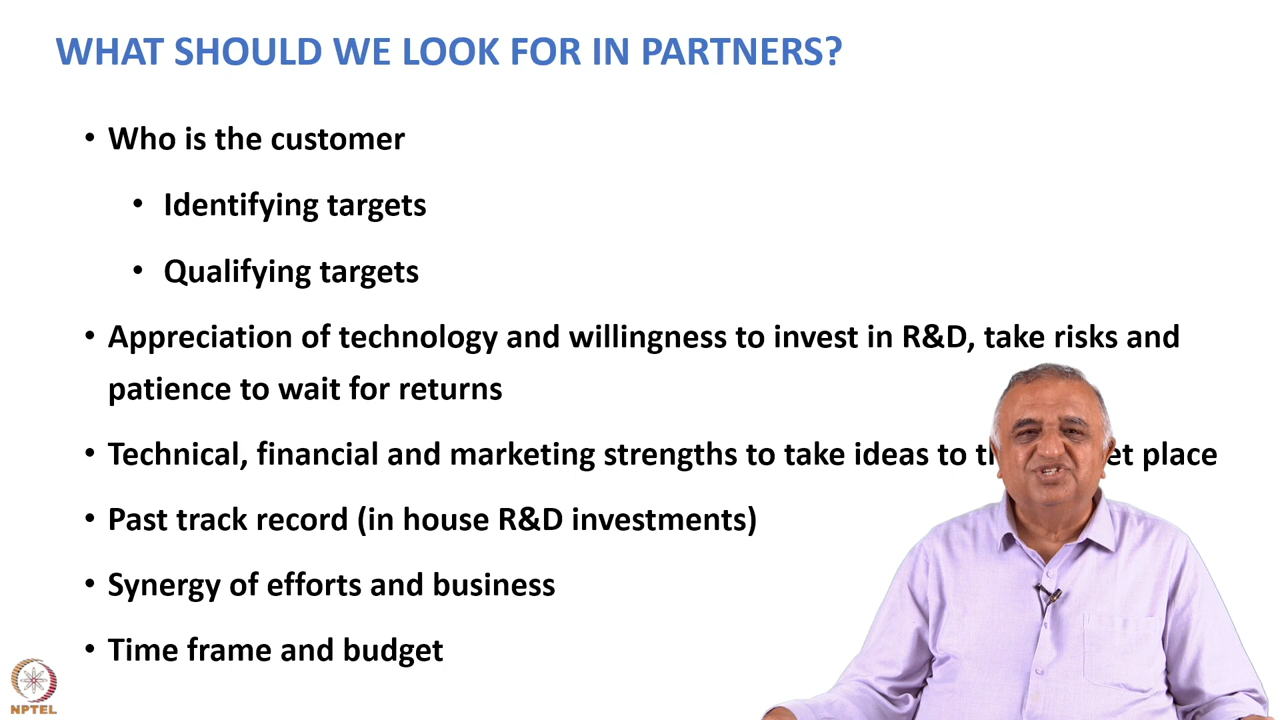 WHAT SHOULD WE LOOK FOR IN PARTNERS?
• Who is the customer
• Identifying targets
• Qualifying targets
• Appreciation of technology and willingness to invest in R&D, take risks and
patience to wait for returns
• Technical, financial and marketing strengths to take ideas to place
• Past track record (in house R&D investments)
• Synergy of efforts and business
• Time frame and budget
NPTEL